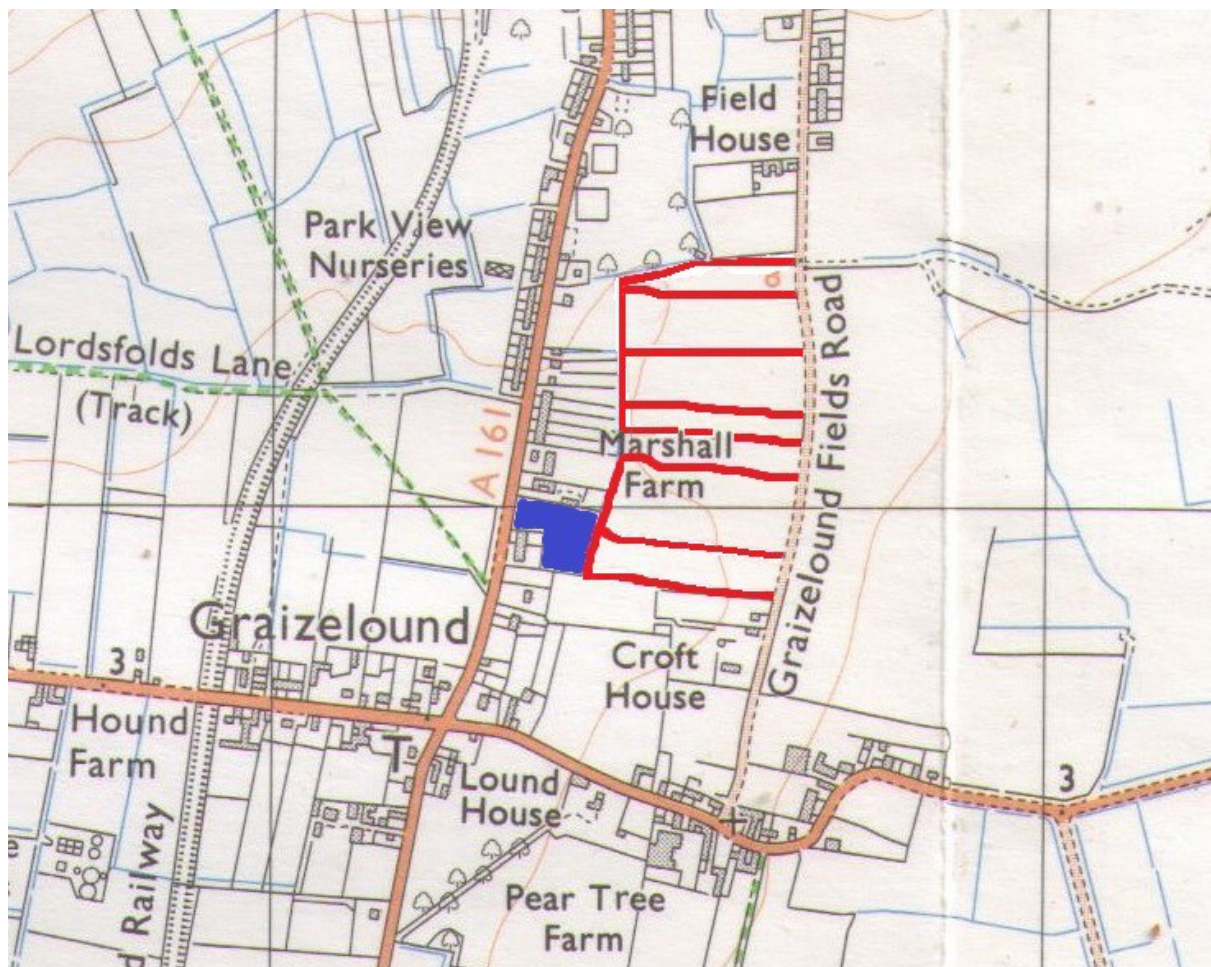 Field
House
Park View
Nurseries
Lordsfolds Lane
(Track)
A 161
Marshall
Farm
Graizelound Fields Road
Graizelound
3
Croft
House
Hound
Farm
T
Lound
House
3
Railway
Pear Tree
Farm